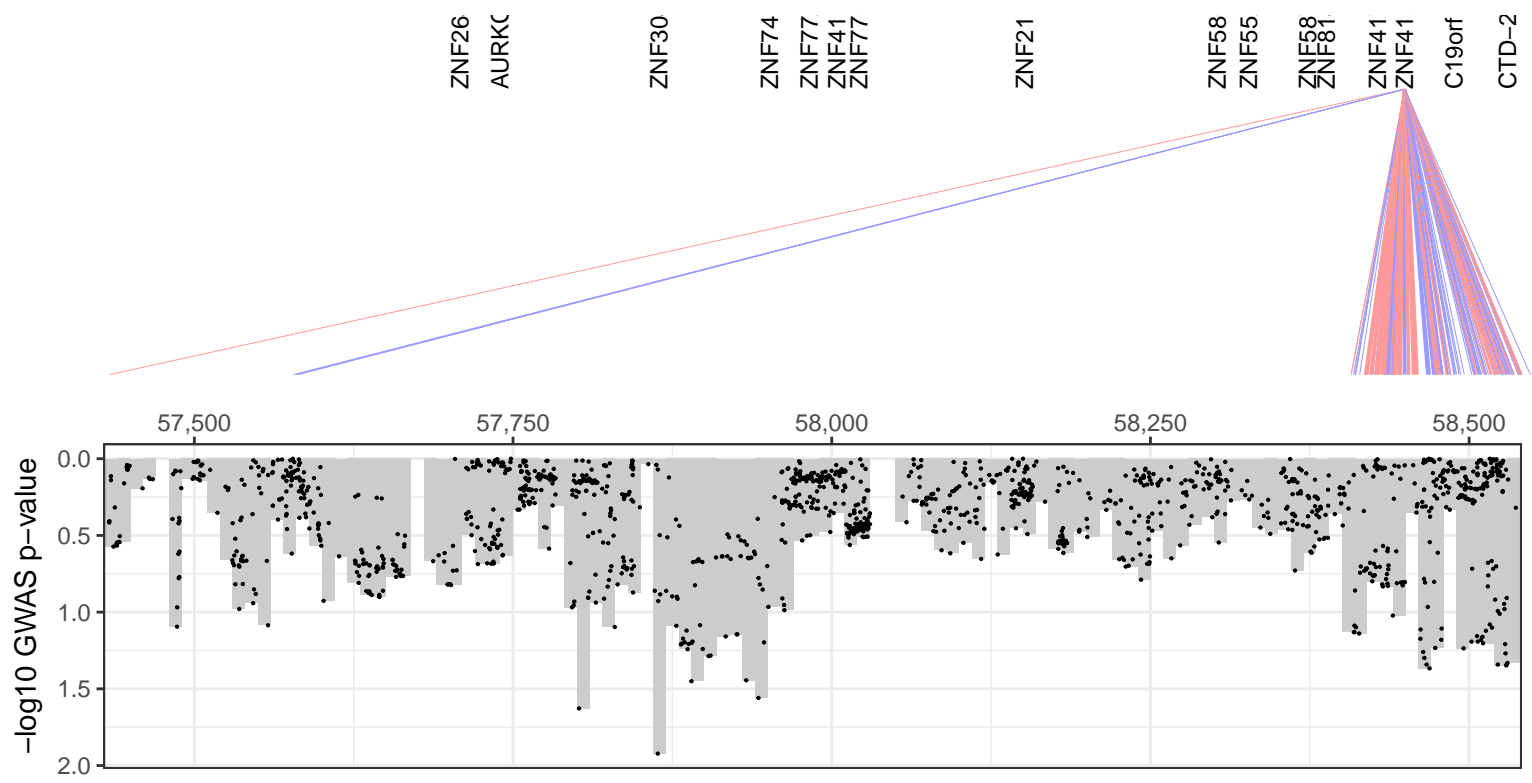 ZNF26
AURKC
ZNF30
ZNF74
ZNF77
ZNF41
ZNF77
ZNF21
ZNF58
ZNF55
ZNF58
ZNF81
ZNF41
ZNF41
C19orf
CTD−2
57,500 57,750 58,000 58,250 58,500
0.0
0.5
1.0
1.5
2.0
−log10 GWAS p−value